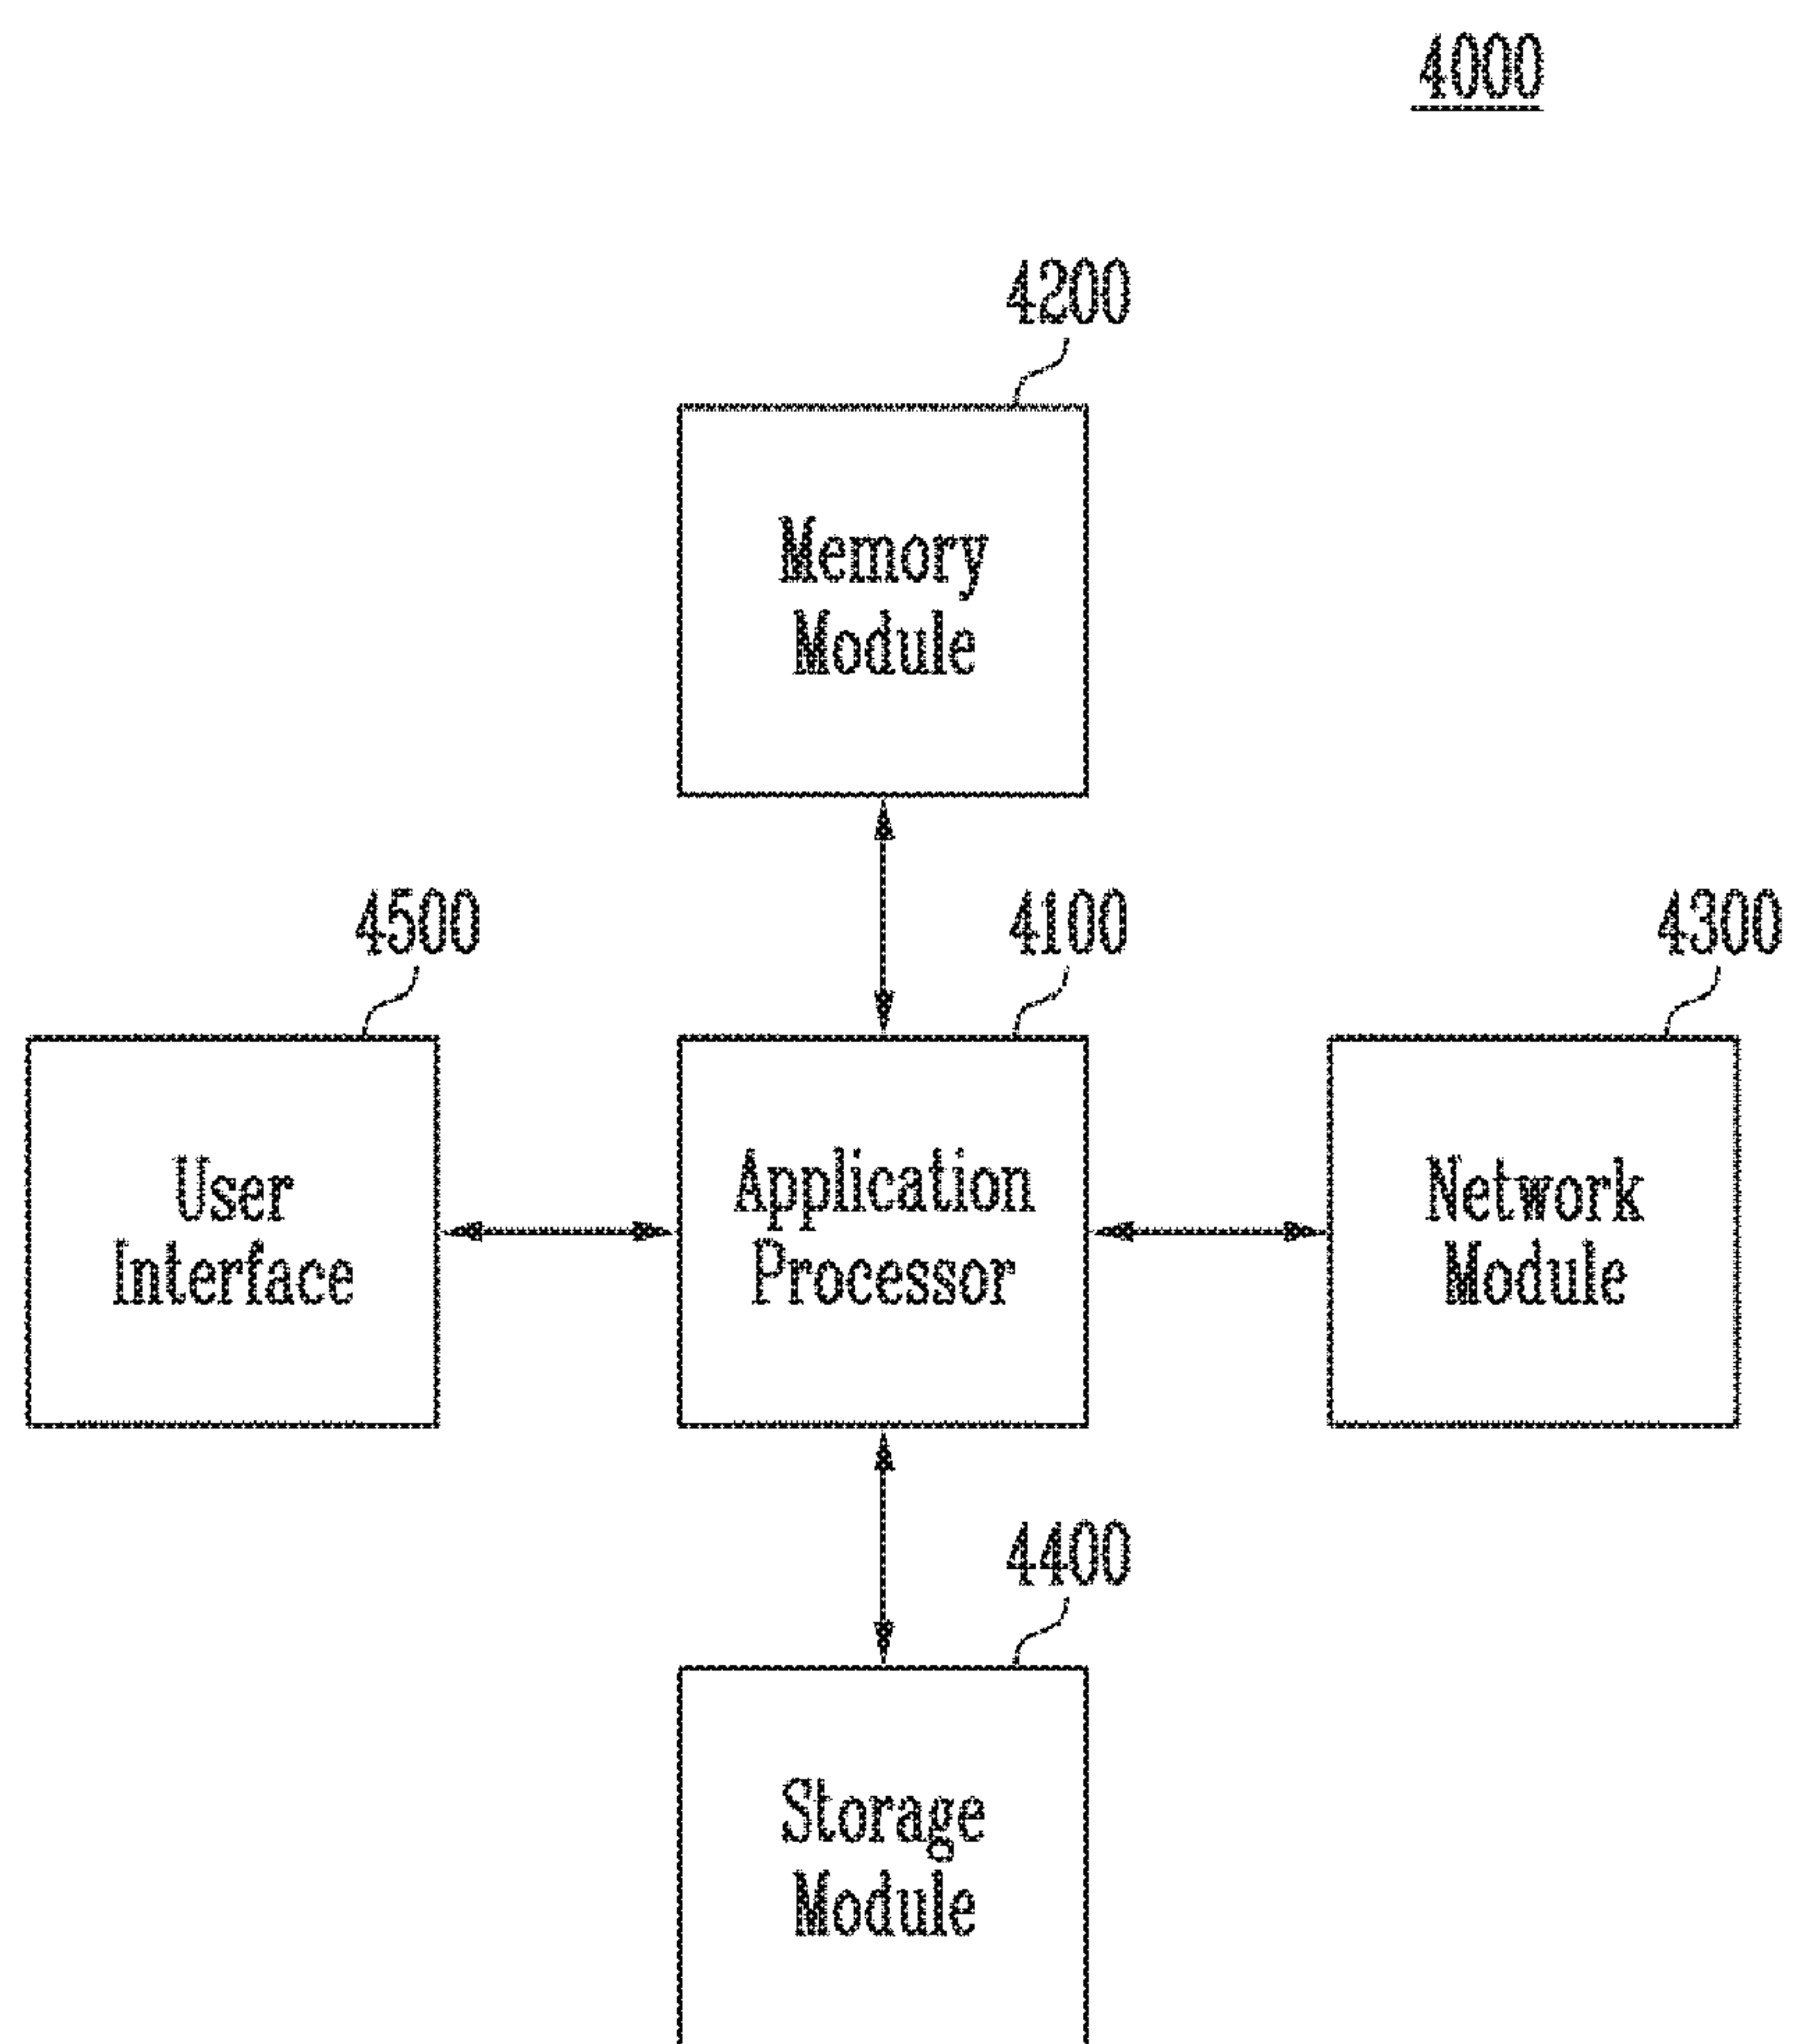 4000
4200
Memory
Module
4500
4100
4300
User
Interface
Application
Processor
Network
Module
4400
Storage
Module